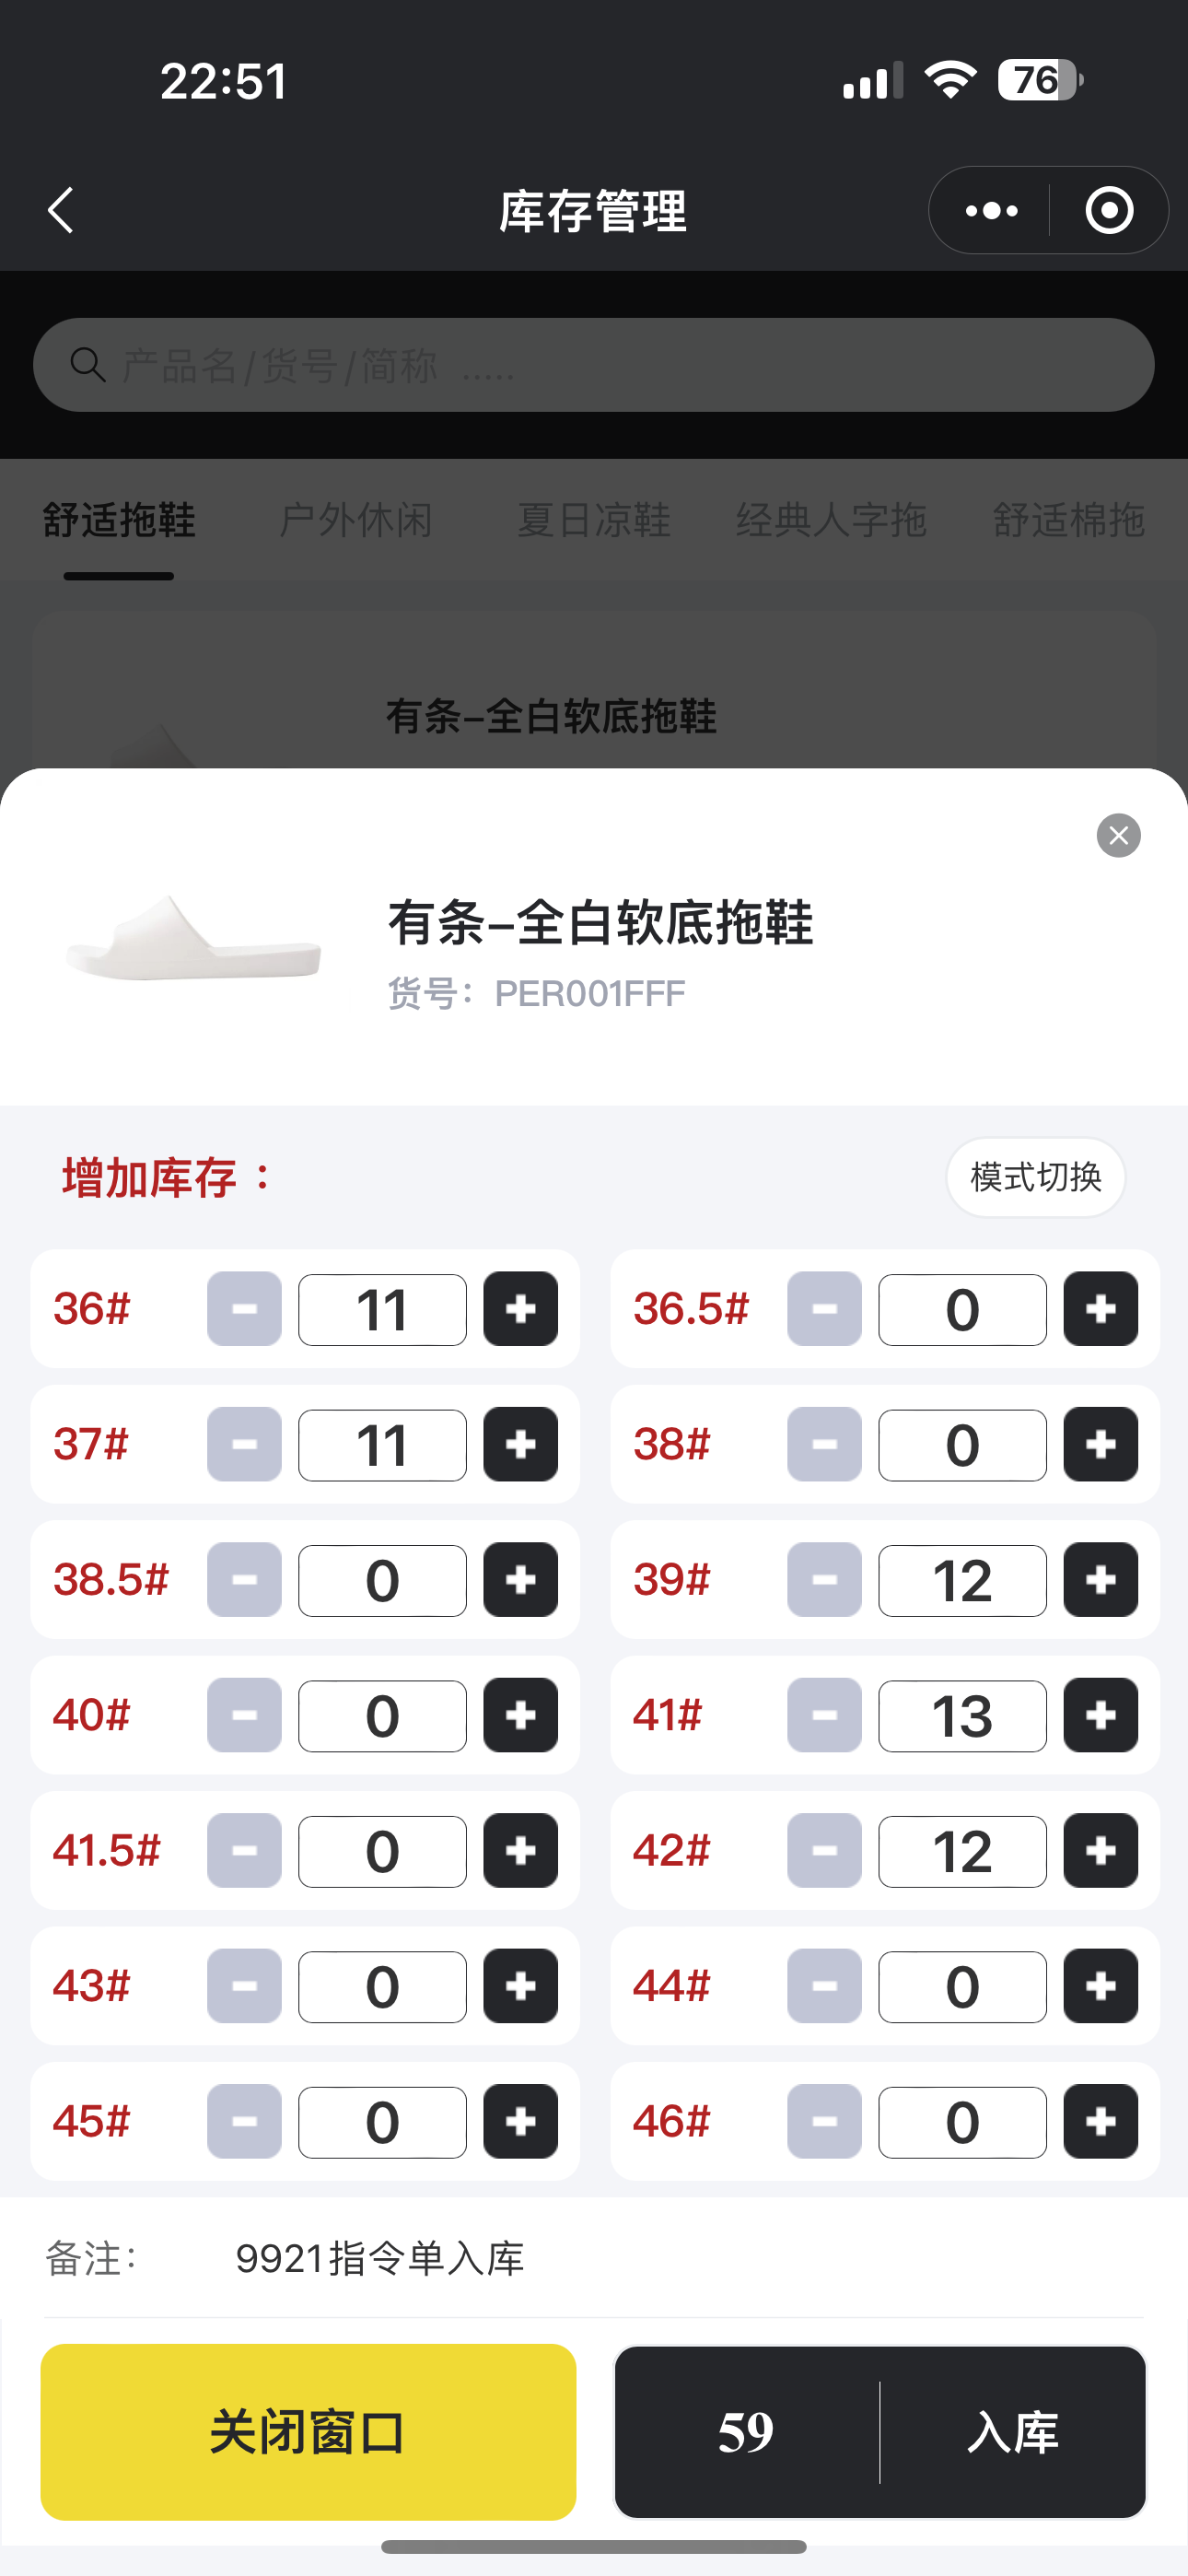 22:51
76
库存管理
产品名/货号/简称 .....
舒适拖鞋 户外休闲 夏日凉鞋 经典人字拖 舒适棉拖
有条-全白软底拖鞋
有条-全白软底拖鞋
货号：PER001FFF
增加库存：
模式切换
36# 11 36.5# 0
37# 11 38# 0
38.5# 0 39# 12
40# 0 41# 13
41.5# 0 42# 12
43# 0 44# 0
45# 0 46# 0
备注： 9921指令单入库
关闭窗口 59 入库